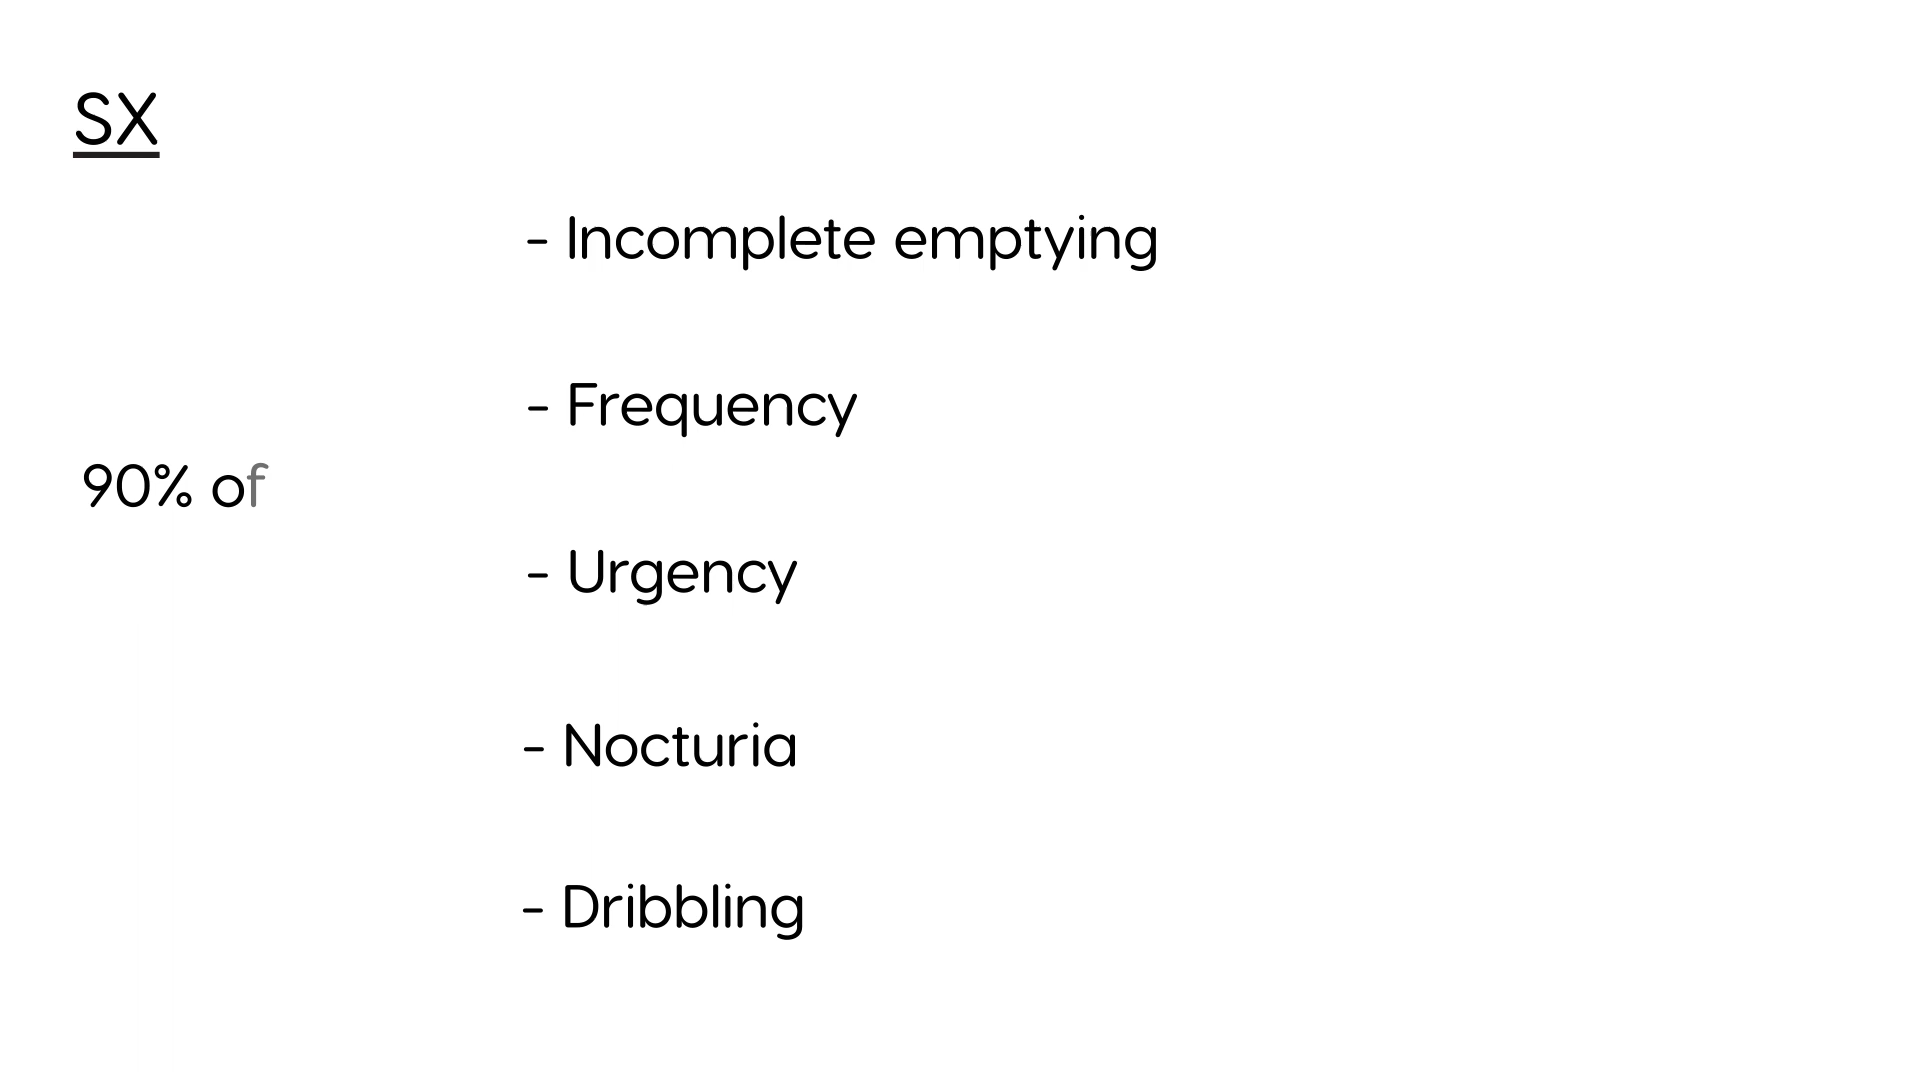 SX
- Incomplete emptying
- Frequency
90% of
- Urgency
- Nocturia
- Dribbling